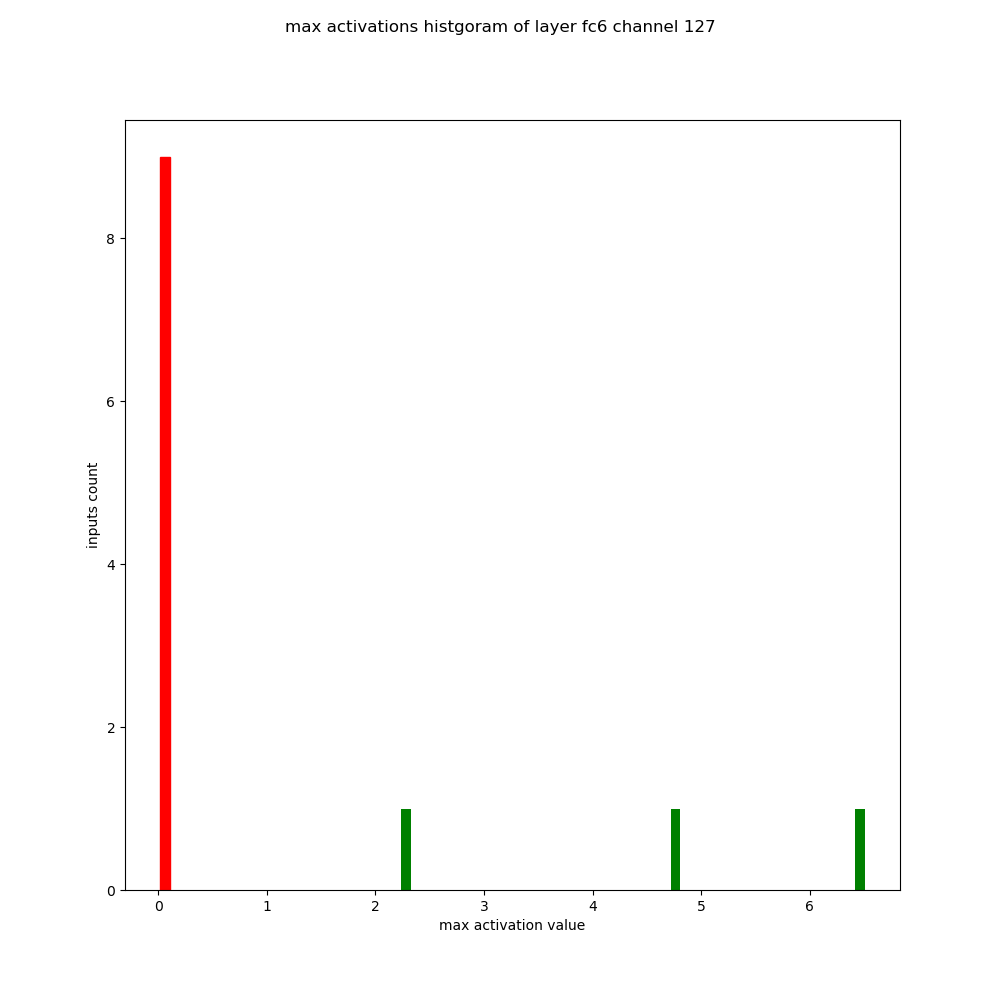 max activations histgoram of layer fc6 channel 127
8
6
4
2
0
inputs count
0 1 2 3 4 5 6
max activation value